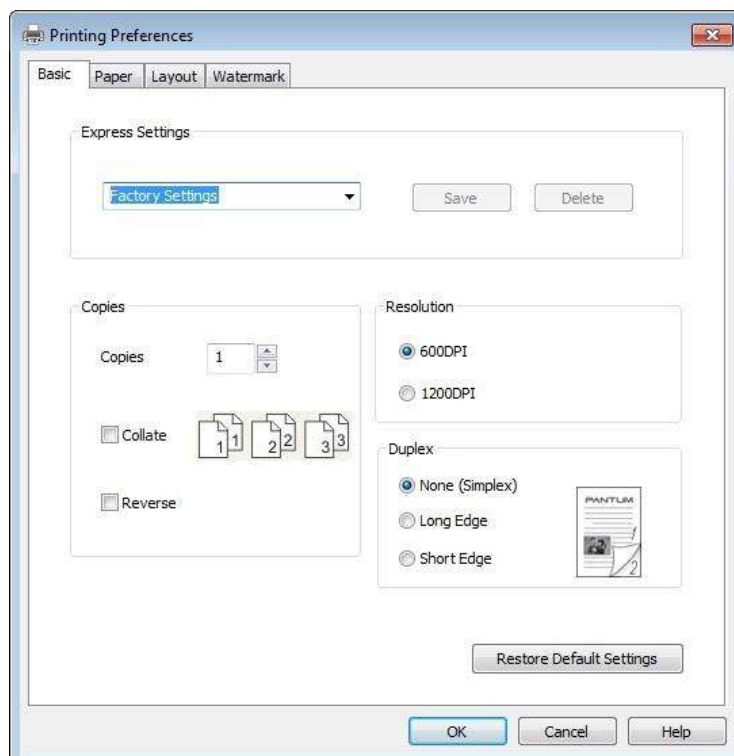 Printing Preferences
Basic Paper Layout Watermark
Express Settings
Factory Settings Save Delete
Copies
Copies 1
Collate 1 1 2 2 3 3
Reverse
Resolution
600DPI
1200DPI
Duplex
None (Simplex)
Long Edge
Short Edge
PANTUM
1
2
Restore Default Settings
OK Cancel Help